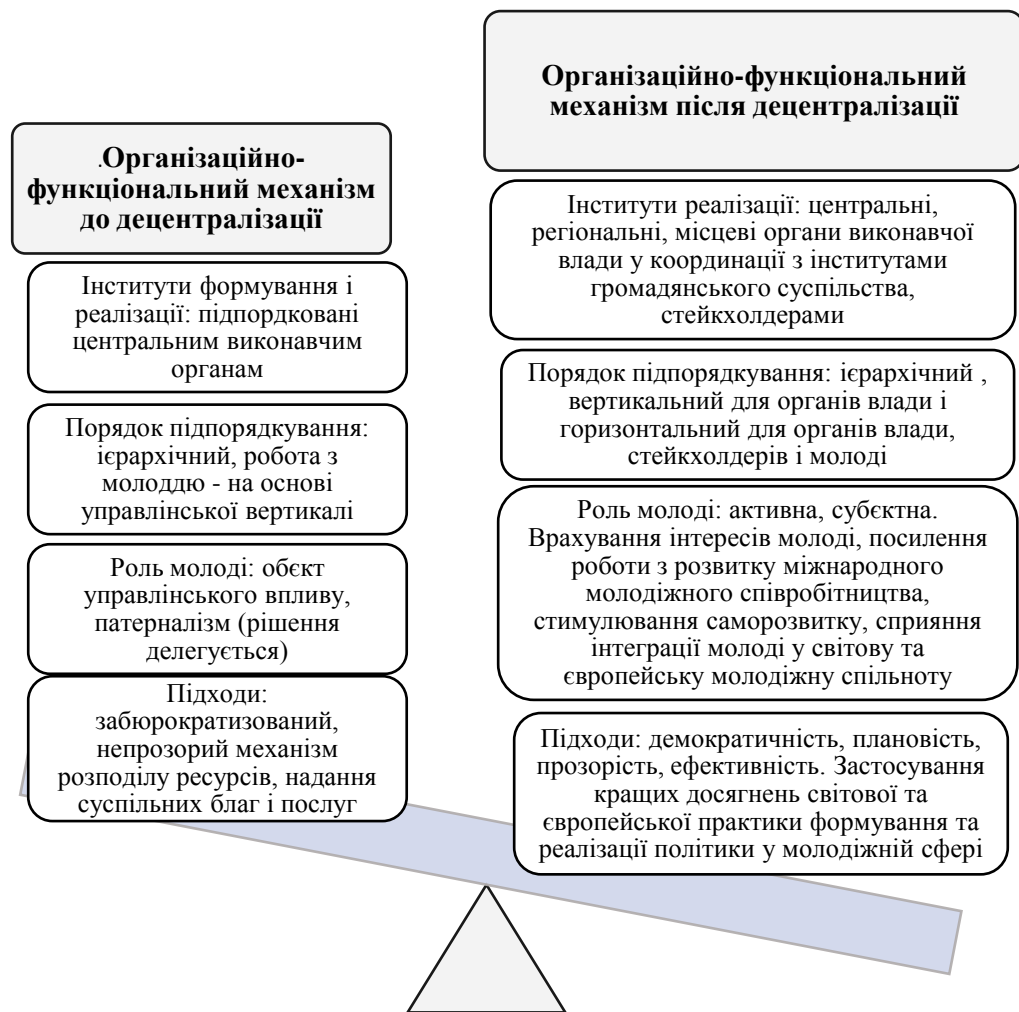 .Організаційно-
функціональний механізм
до децентралізації
Інститути формування і
реалізації: підпордковані
центральним виконавчим
органам
Порядок підпорядкування:
ієрархічний, робота з
молоддю - на основі
управлінської вертикалі
Роль молоді: обєкт
управлінського впливу,
патерналізм (рішення
делегується)
Підходи:
забюрократизований,
непрозорий механізм
розподілу ресурсів, надання
суспільних благ і послуг
Організаційно-функціональний
механізм після децентралізації
Інститути реалізації: центральні,
регіональні, місцеві органи виконавчої
влади у координації з інститутами
громадянського суспільства,
стейкхолдерами
Порядок підпорядкування: ієрархічний ,
вертикальний для органів влади і
горизонтальний для органів влади,
стейкхолдерів і молоді
Роль молоді: активна, субєктна.
Врахування інтересів молоді, посилення
роботи з розвитку міжнародного
молодіжного співробітництва,
стимулювання саморозвитку, сприяння
інтеграції молоді у світову та
європейську молодіжну спільноту
Підходи: демократичність, плановість,
прозорість, ефективність. Застосування
кращих досягнень світової та
європейської практики формування та
реалізації політики у молодіжній сфері